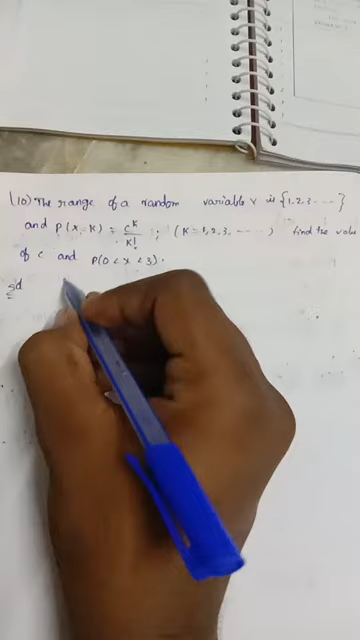 (10) The range of a random variable x is {1,2,3 ....}
and P(X=K) = c^K/K! ; (K=1,2,3, ....) find the value
of c and P(0<x<3).
sol